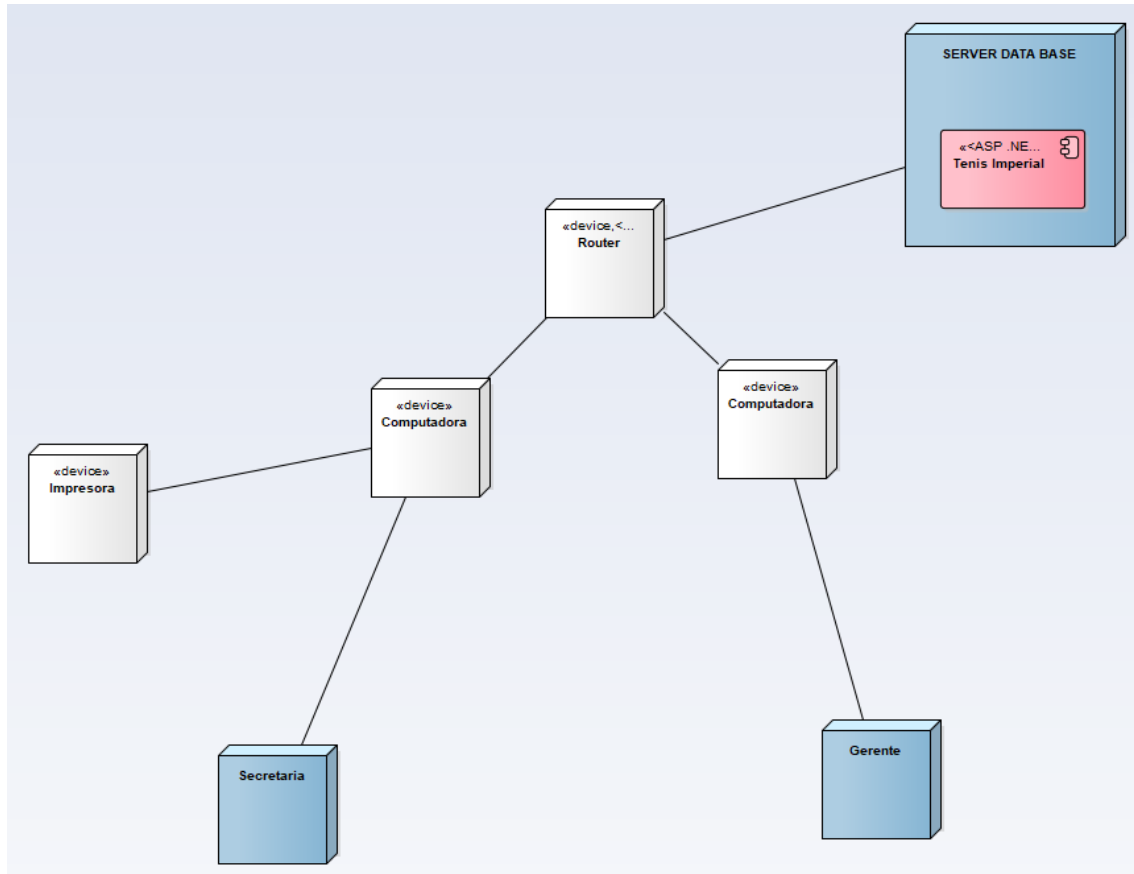 SERVER DATA BASE
«<ASP .NE...
Tenis Imperial
«device,<...
Router
«device»
Computadora
«device»
Computadora
«device»
Impresora
Secretaria
Gerente